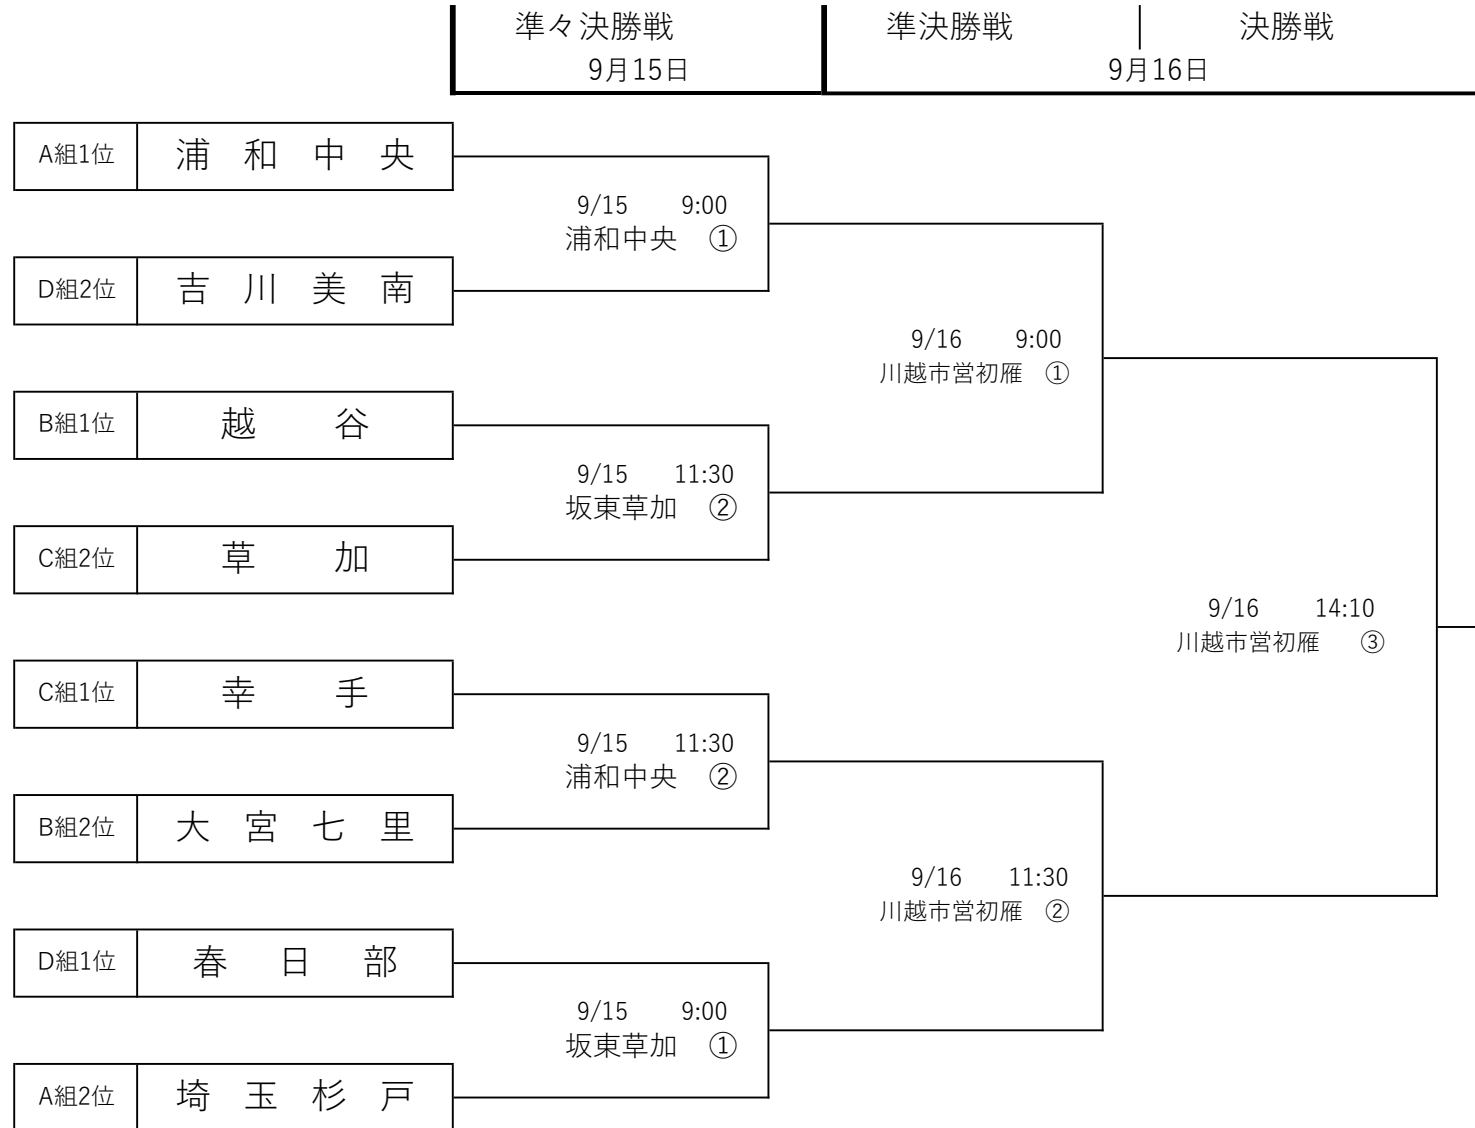 準々決勝戦 準決勝戦 決勝戦
9月15日 9月16日
A組1位 浦和中央
9/15 9:00
浦和中央 ①
D組2位 吉川美南
9/16 9:00
川越市営初雁 ①
B組1位 越谷
9/15 11:30
坂東草加 ②
C組2位 草加
9/16 14:10
川越市営初雁 ③
C組1位 幸手
9/15 11:30
浦和中央 ②
B組2位 大宮七里
9/16 11:30
川越市営初雁 ②
D組1位 春日部
9/15 9:00
坂東草加 ①
A組2位 埼玉杉戸